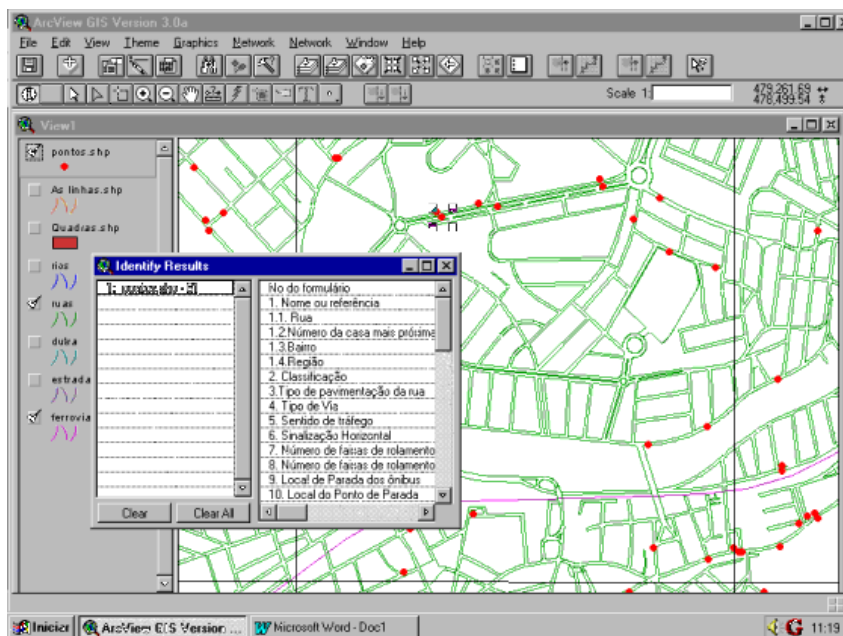 ArcView GIS Version 3.0a
File Edit View Theme Graphics Network Network Window Help
Scale 1:
479,261.69
478,499.54
View1
pontos.shp
As linhas.shp
Quadras.shp
rios
ruas
dutra
estrada
ferrovia
Identify Results
No do formulário
1. Nome ou referência
1.1. Rua
1.2.Número da casa mais próxima
1.3.Bairro
1.4.Região
2. Classificação
3.Tipo de pavimentação da rua
4. Tipo de Via
5. Sentido de tráfego
6. Sinalização Horizontal
7. Número de faixas de rolamento
8. Número de faixas de rolamento
9. Local de Parada dos ônibus
10. Local do Ponto de Parada
Clear Clear All
Iniciar ArcView GIS Version ... Microsoft Word - Doc1 11:19